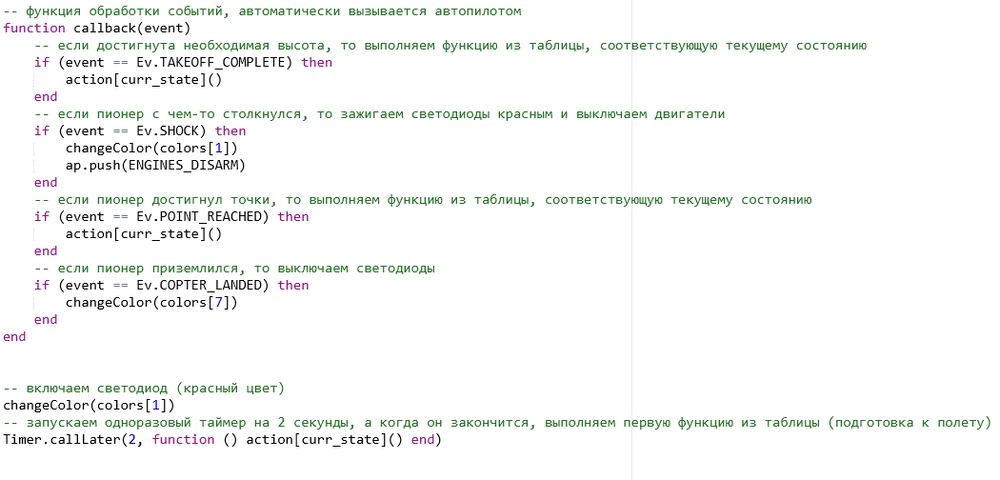 -- функция обработки событий, автоматически вызывается автопилотом
function callback(event)
    -- если достигнута необходимая высота, то выполняем функцию из таблицы, соответствующую текущему состоянию
    if (event == Ev.TAKEOFF_COMPLETE) then
        action[curr_state]()
    end
    -- если пионер с чем-то столкнулся, то зажигаем светодиоды красным и выключаем двигатели
    if (event == Ev.SHOCK) then
        changeColor(colors[1])
        ap.push(ENGINES_DISARM)
    end
    -- если пионер достигнул точки, то выполняем функцию из таблицы, соответствующую текущему состоянию
    if (event == Ev.POINT_REACHED) then
        action[curr_state]()
    end
    -- если пионер приземлился, то выключаем светодиоды
    if (event == Ev.COPTER_LANDED) then
        changeColor(colors[7])
    end
end
-- включаем светодиод (красный цвет)
changeColor(colors[1])
-- запускаем одноразовый таймер на 2 секунды, а когда он закончится, выполняем первую функцию из таблицы (подготовка к полету)
Timer.callLater(2, function () action[curr_state]() end)